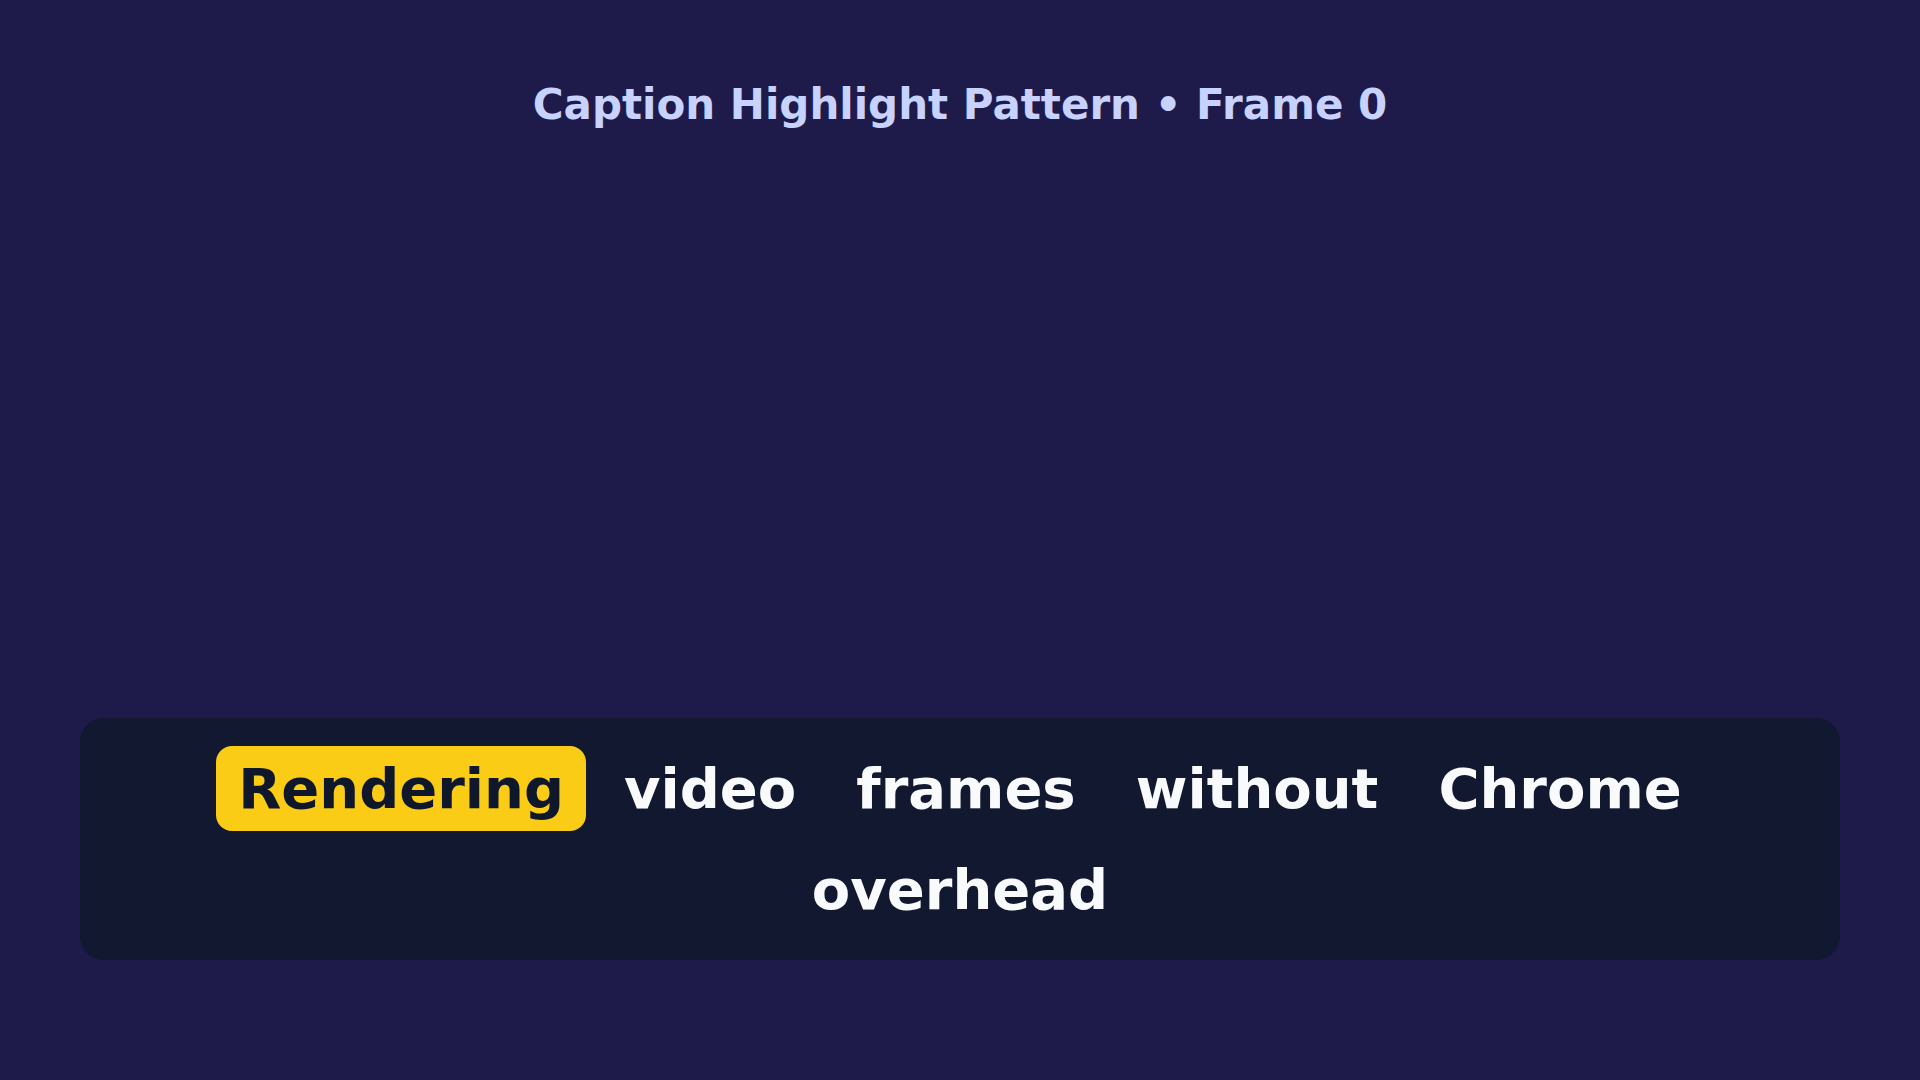 Caption Highlight Pattern • Frame 0
Rendering video frames without Chrome
overhead